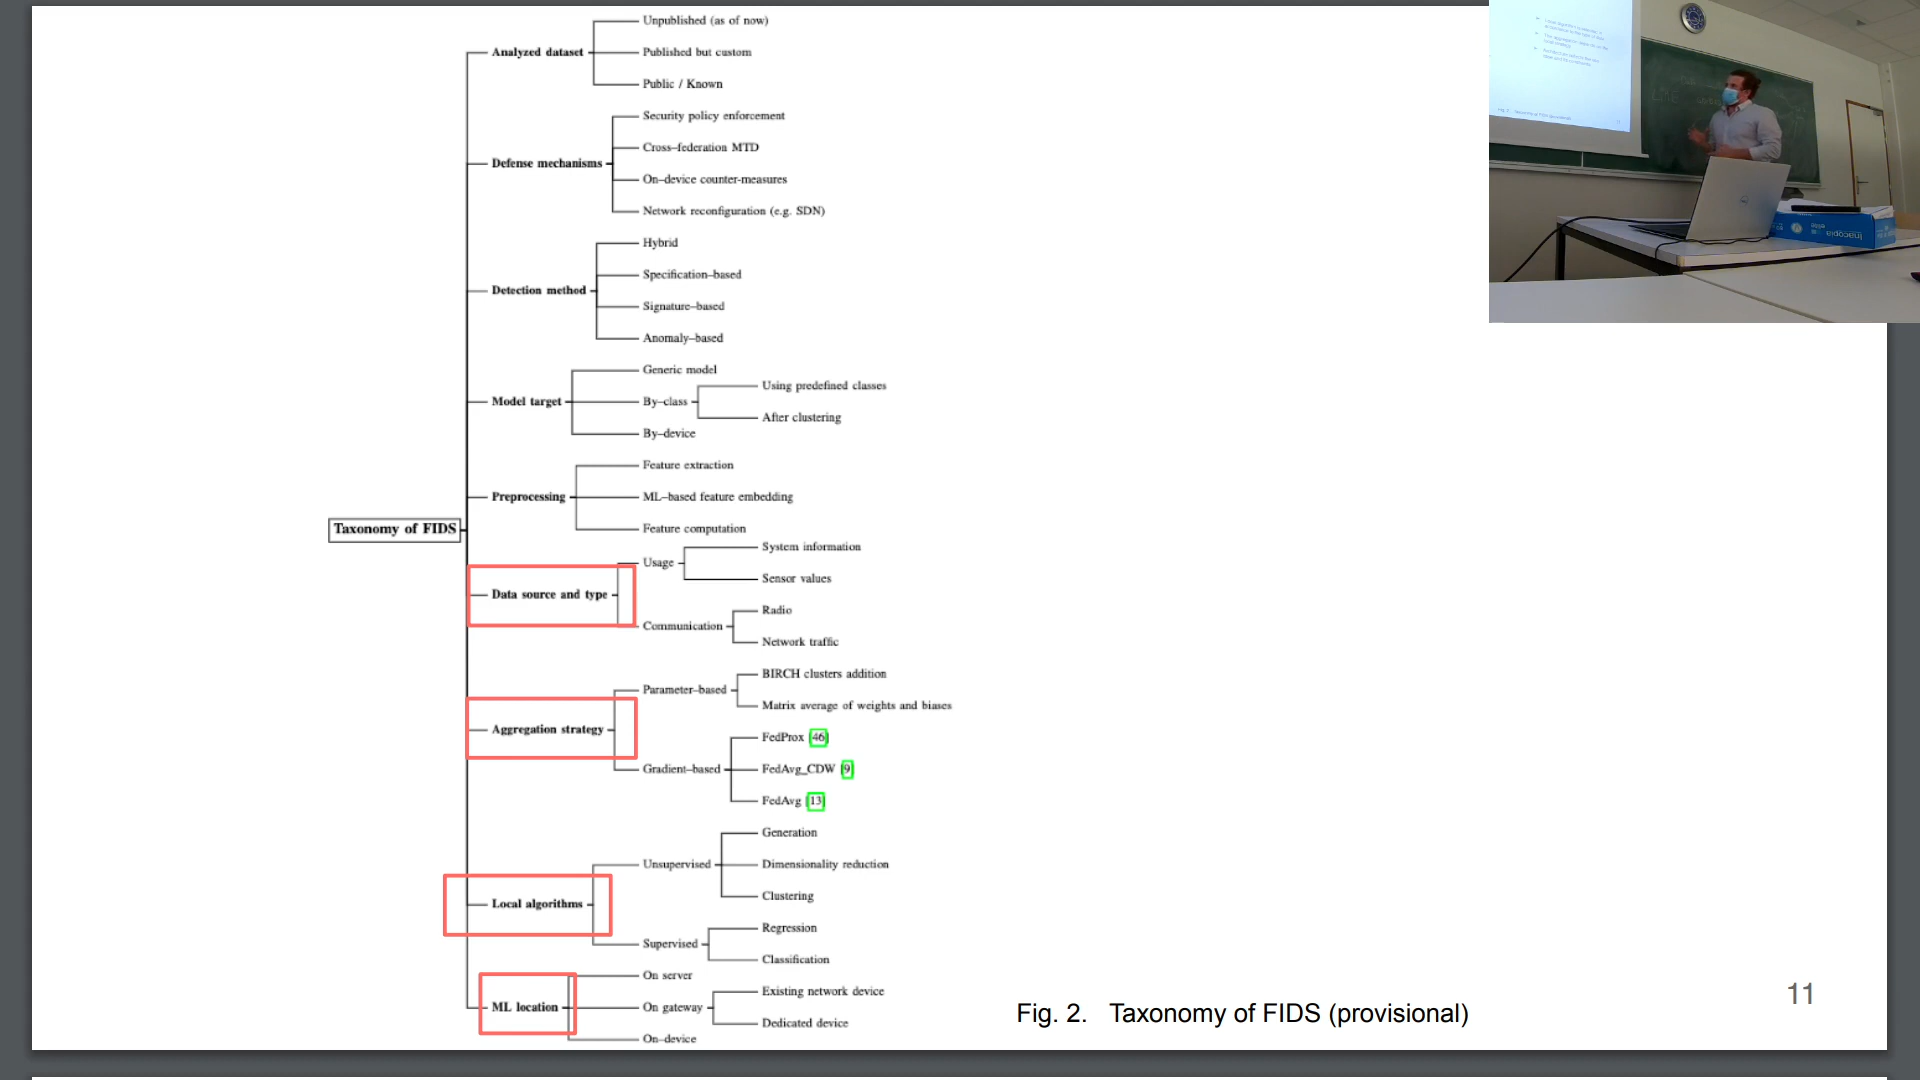 Taxonomy of FIDS
Analyzed dataset
Unpublished (as of now)
Published but custom
Public / Known
Defense mechanisms
Security policy enforcement
Cross–federation MTD
On–device counter-measures
Network reconfiguration (e.g. SDN)
Detection method
Hybrid
Specification–based
Signature–based
Anomaly–based
Model target
Generic model
By–class
Using predefined classes
After clustering
By–device
Preprocessing
Feature extraction
ML–based feature embedding
Feature computation
Data source and type
Usage
System information
Sensor values
Communication
Radio
Network traffic
Aggregation strategy
Parameter–based
BIRCH clusters addition
Matrix average of weights and biases
Gradient–based
FedProx [46]
FedAvg_CDW [9]
FedAvg [13]
Local algorithms
Unsupervised
Generation
Dimensionality reduction
Clustering
Supervised
Regression
Classification
ML location
On server
On gateway
Existing network device
Dedicated device
On–device
Fig. 2. Taxonomy of FIDS (provisional)
11
inacopia